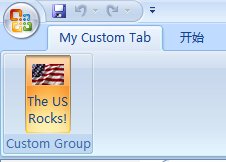 My Custom Tab 开始
The US
Rocks!
Custom Group